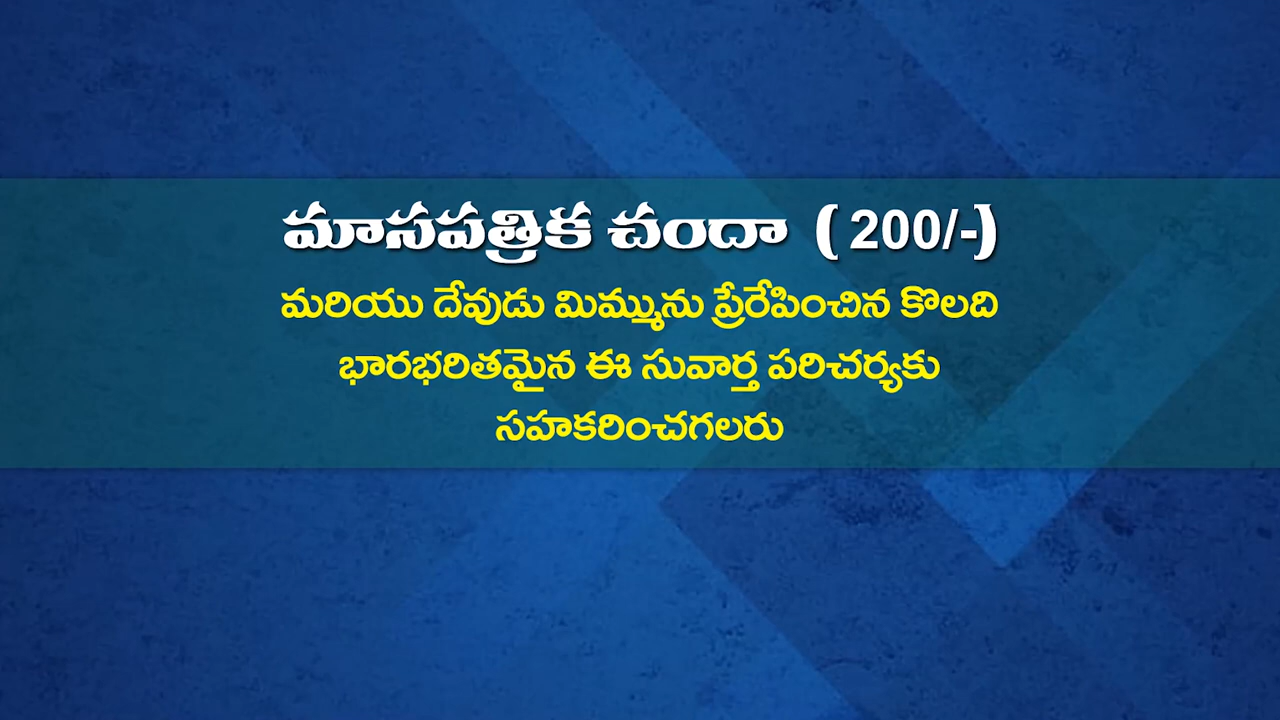 మాసపత్రిక చందా ( 200/-)
మరియు దేవుడు మిమ్మును ప్రేరేపించిన కొలది
భారభరితమైన ఈ సువార్త పరిచర్యకు
సహకరించగలరు